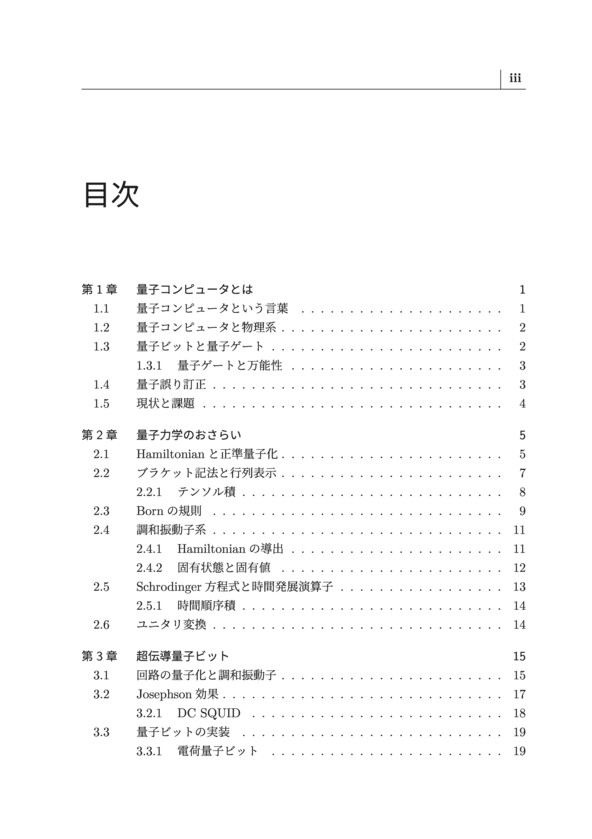 iii
目次
第 1 章 量子コンピュータとは 1
1.1 量子コンピュータという言葉 . . . . . . . . . . . . . . . . . . . . . 1
1.2 量子コンピュータと物理系 . . . . . . . . . . . . . . . . . . . . . . . 2
1.3 量子ビットと量子ゲート . . . . . . . . . . . . . . . . . . . . . . . . 2
1.3.1 量子ゲートと万能性 . . . . . . . . . . . . . . . . . . . . . . 3
1.4 量子誤り訂正 . . . . . . . . . . . . . . . . . . . . . . . . . . . . . . 3
1.5 現状と課題 . . . . . . . . . . . . . . . . . . . . . . . . . . . . . . . 4
第 2 章 量子力学のおさらい 5
2.1 Hamiltonian と正準量子化 . . . . . . . . . . . . . . . . . . . . . . . 5
2.2 ブラケット記法と行列表示 . . . . . . . . . . . . . . . . . . . . . . . 7
2.2.1 テンソル積 . . . . . . . . . . . . . . . . . . . . . . . . . . . 8
2.3 Born の規則 . . . . . . . . . . . . . . . . . . . . . . . . . . . . . . 9
2.4 調和振動子系 . . . . . . . . . . . . . . . . . . . . . . . . . . . . . . 11
2.4.1 Hamiltonian の導出 . . . . . . . . . . . . . . . . . . . . . . 11
2.4.2 固有状態と固有値 . . . . . . . . . . . . . . . . . . . . . . . 12
2.5 Schrodinger 方程式と時間発展演算子 . . . . . . . . . . . . . . . . . 13
2.5.1 時間順序積 . . . . . . . . . . . . . . . . . . . . . . . . . . . 14
2.6 ユニタリ変換 . . . . . . . . . . . . . . . . . . . . . . . . . . . . . . 14
第 3 章 超伝導量子ビット 15
3.1 回路の量子化と調和振動子 . . . . . . . . . . . . . . . . . . . . . . . 15
3.2 Josephson 効果 . . . . . . . . . . . . . . . . . . . . . . . . . . . . . 17
3.2.1 DC SQUID . . . . . . . . . . . . . . . . . . . . . . . . . . 18
3.3 量子ビットの実装 . . . . . . . . . . . . . . . . . . . . . . . . . . . 19
3.3.1 電荷量子ビット . . . . . . . . . . . . . . . . . . . . . . . . 19